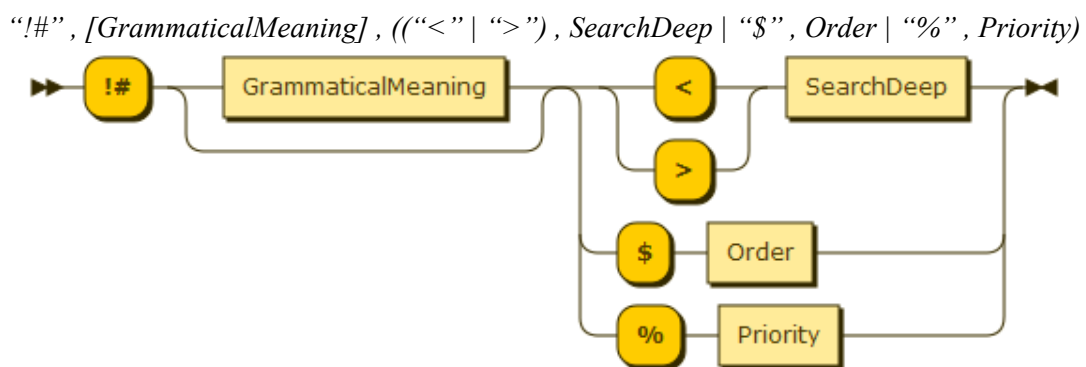 “!#” , [GrammaticalMeaning] , ((“<” | “>”) , SearchDeep | “$” , Order | “%” , Priority)
!# GrammaticalMeaning < SearchDeep
>
$ Order
% Priority